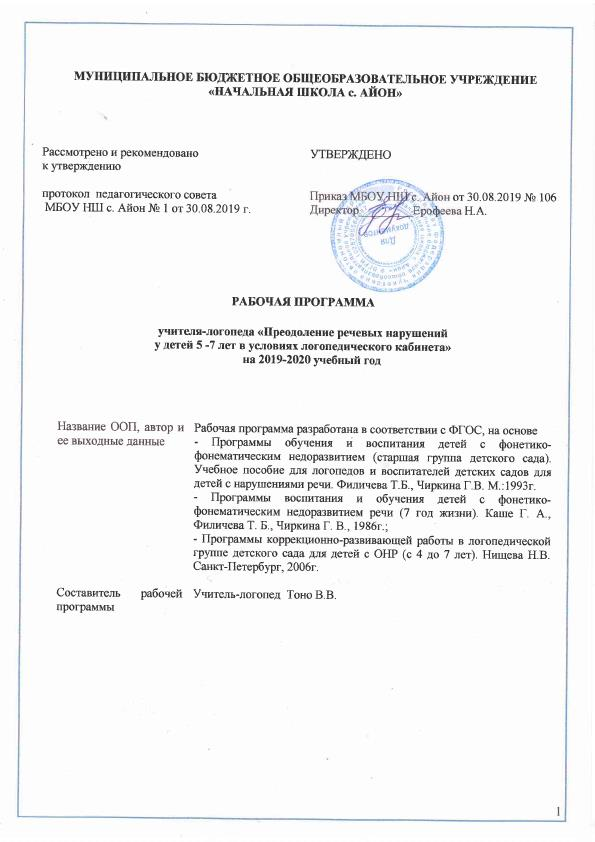 МУНИЦИПАЛЬНОЕ БЮДЖЕТНОЕ ОБЩЕОБРАЗОВАТЕЛЬНОЕ УЧРЕЖДЕНИЕ
«НАЧАЛЬНАЯ ШКОЛА с. АЙОН»
Рассмотрено и рекомендовано
к утверждению
протокол педагогического совета
МБОУ НШ с. Айон № 1 от 30.08.2019 г.
УТВЕРЖДЕНО
Приказ МБОУ НШ с. Айон от 30.08.2019 № 106
Директор Ерофеева Н.А.
Для
документов
РАБОЧАЯ ПРОГРАММА
учителя-логопеда «Преодоление речевых нарушений
у детей 5 -7 лет в условиях логопедического кабинета»
на 2019-2020 учебный год
Название ООП, автор и
ее выходные данные
Рабочая программа разработана в соответствии с ФГОС, на основе
- Программы обучения и воспитания детей с фонетико-
фонематическим недоразвитием (старшая группа детского сада).
Учебное пособие для логопедов и воспитателей детских садов для
детей с нарушениями речи. Филичева Т.Б., Чиркина Г.В. М.:1993г.
- Программы воспитания и обучения детей с фонетико-
фонематическим недоразвитием речи (7 год жизни). Каше Г. А.,
Филичева Т. Б., Чиркина Г. В., 1986г.;
- Программы коррекционно-развивающей работы в логопедической
группе детского сада для детей с ОНР (с 4 до 7 лет). Нищева Н.В.
Санкт-Петербург, 2006г.
Составитель рабочей
программы
Учитель-логопед Тоно В.В.
1